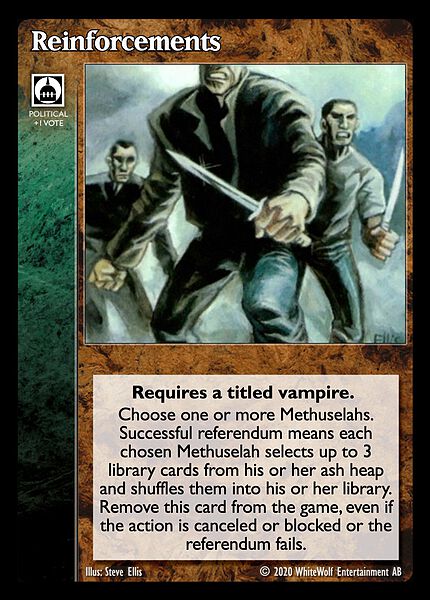 Reinforcements
POLITICAL
+1 VOTE
Ellis
Requires a titled vampire.
Choose one or more Methuselahs.
Successful referendum means each
chosen Methuselah selects up to 3
library cards from his or her ash heap
and shuffles them into his or her library.
Remove this card from the game, even if
the action is canceled or blocked or the
referendum fails.
Illus: Steve Ellis © 2020 WhiteWolf Entertainment AB